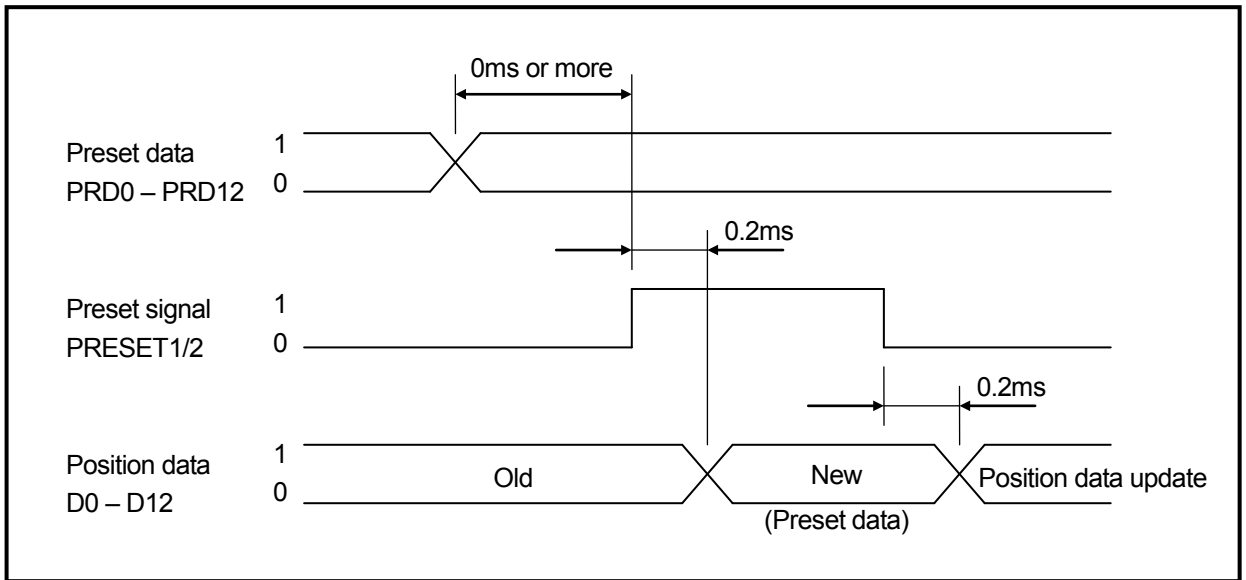 0ms or more
Preset data
PRD0 – PRD12
1
0
0.2ms
Preset signal
PRESET1/2
1
0
0.2ms
Position data
D0 – D12
1
0
Old
New
(Preset data)
Position data update